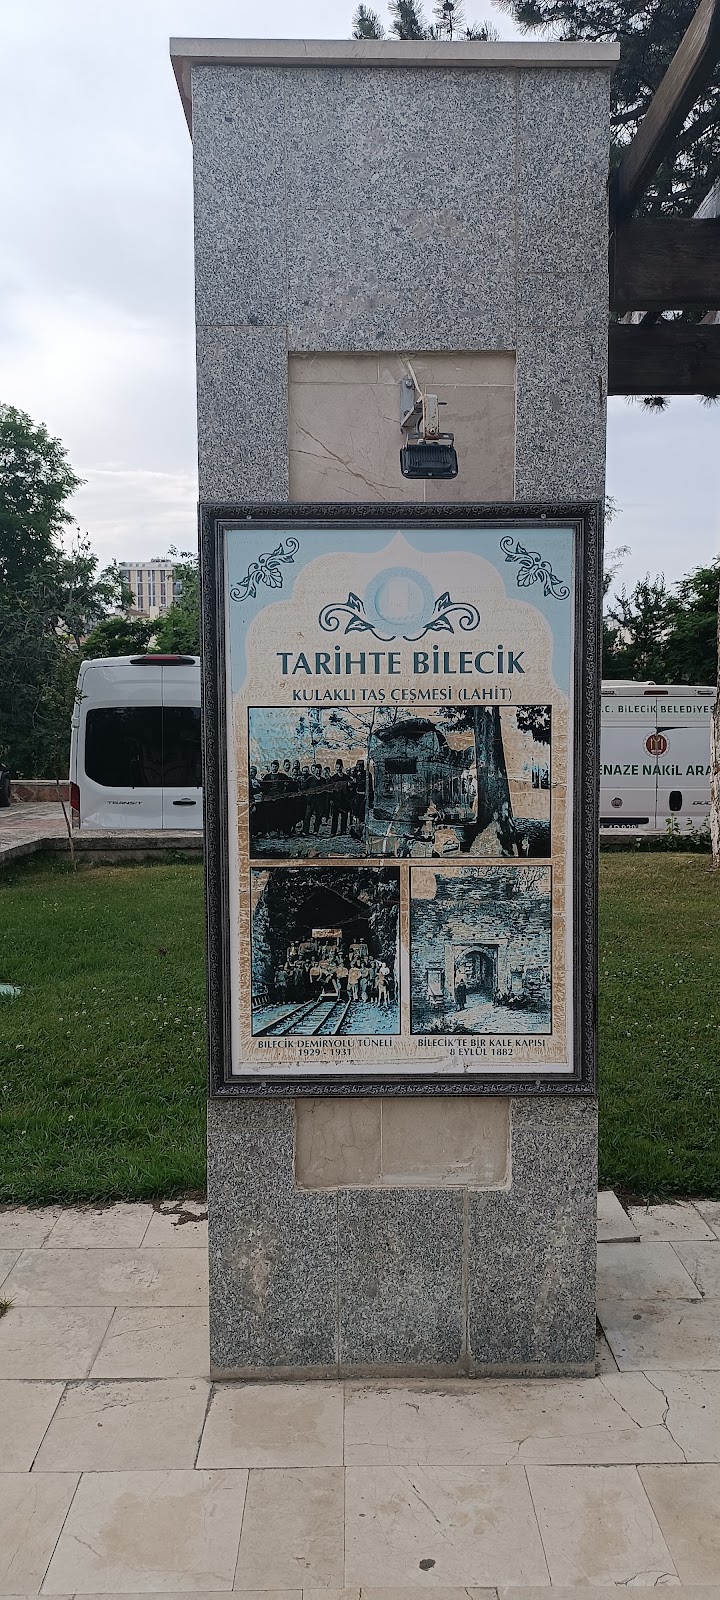 TARİHTE BİLECİK
KULAKLI TAŞ ÇEŞMESİ (LAHİT)
BİLECİK DEMİRYOLU TÜNELİ
1929 - 1931
BİLECİK'TE BİR KALE KAPISI
8 EYLÜL 1882
TRANSIT
.C. BİLECİK BELEDİYES
ENAZE NAKİL ARA